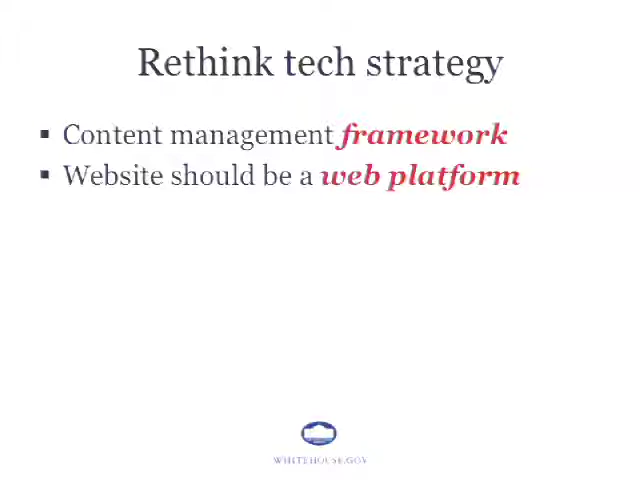 Rethink tech strategy
▪ Content management framework
▪ Website should be a web platform
WHITEHOUSE.GOV